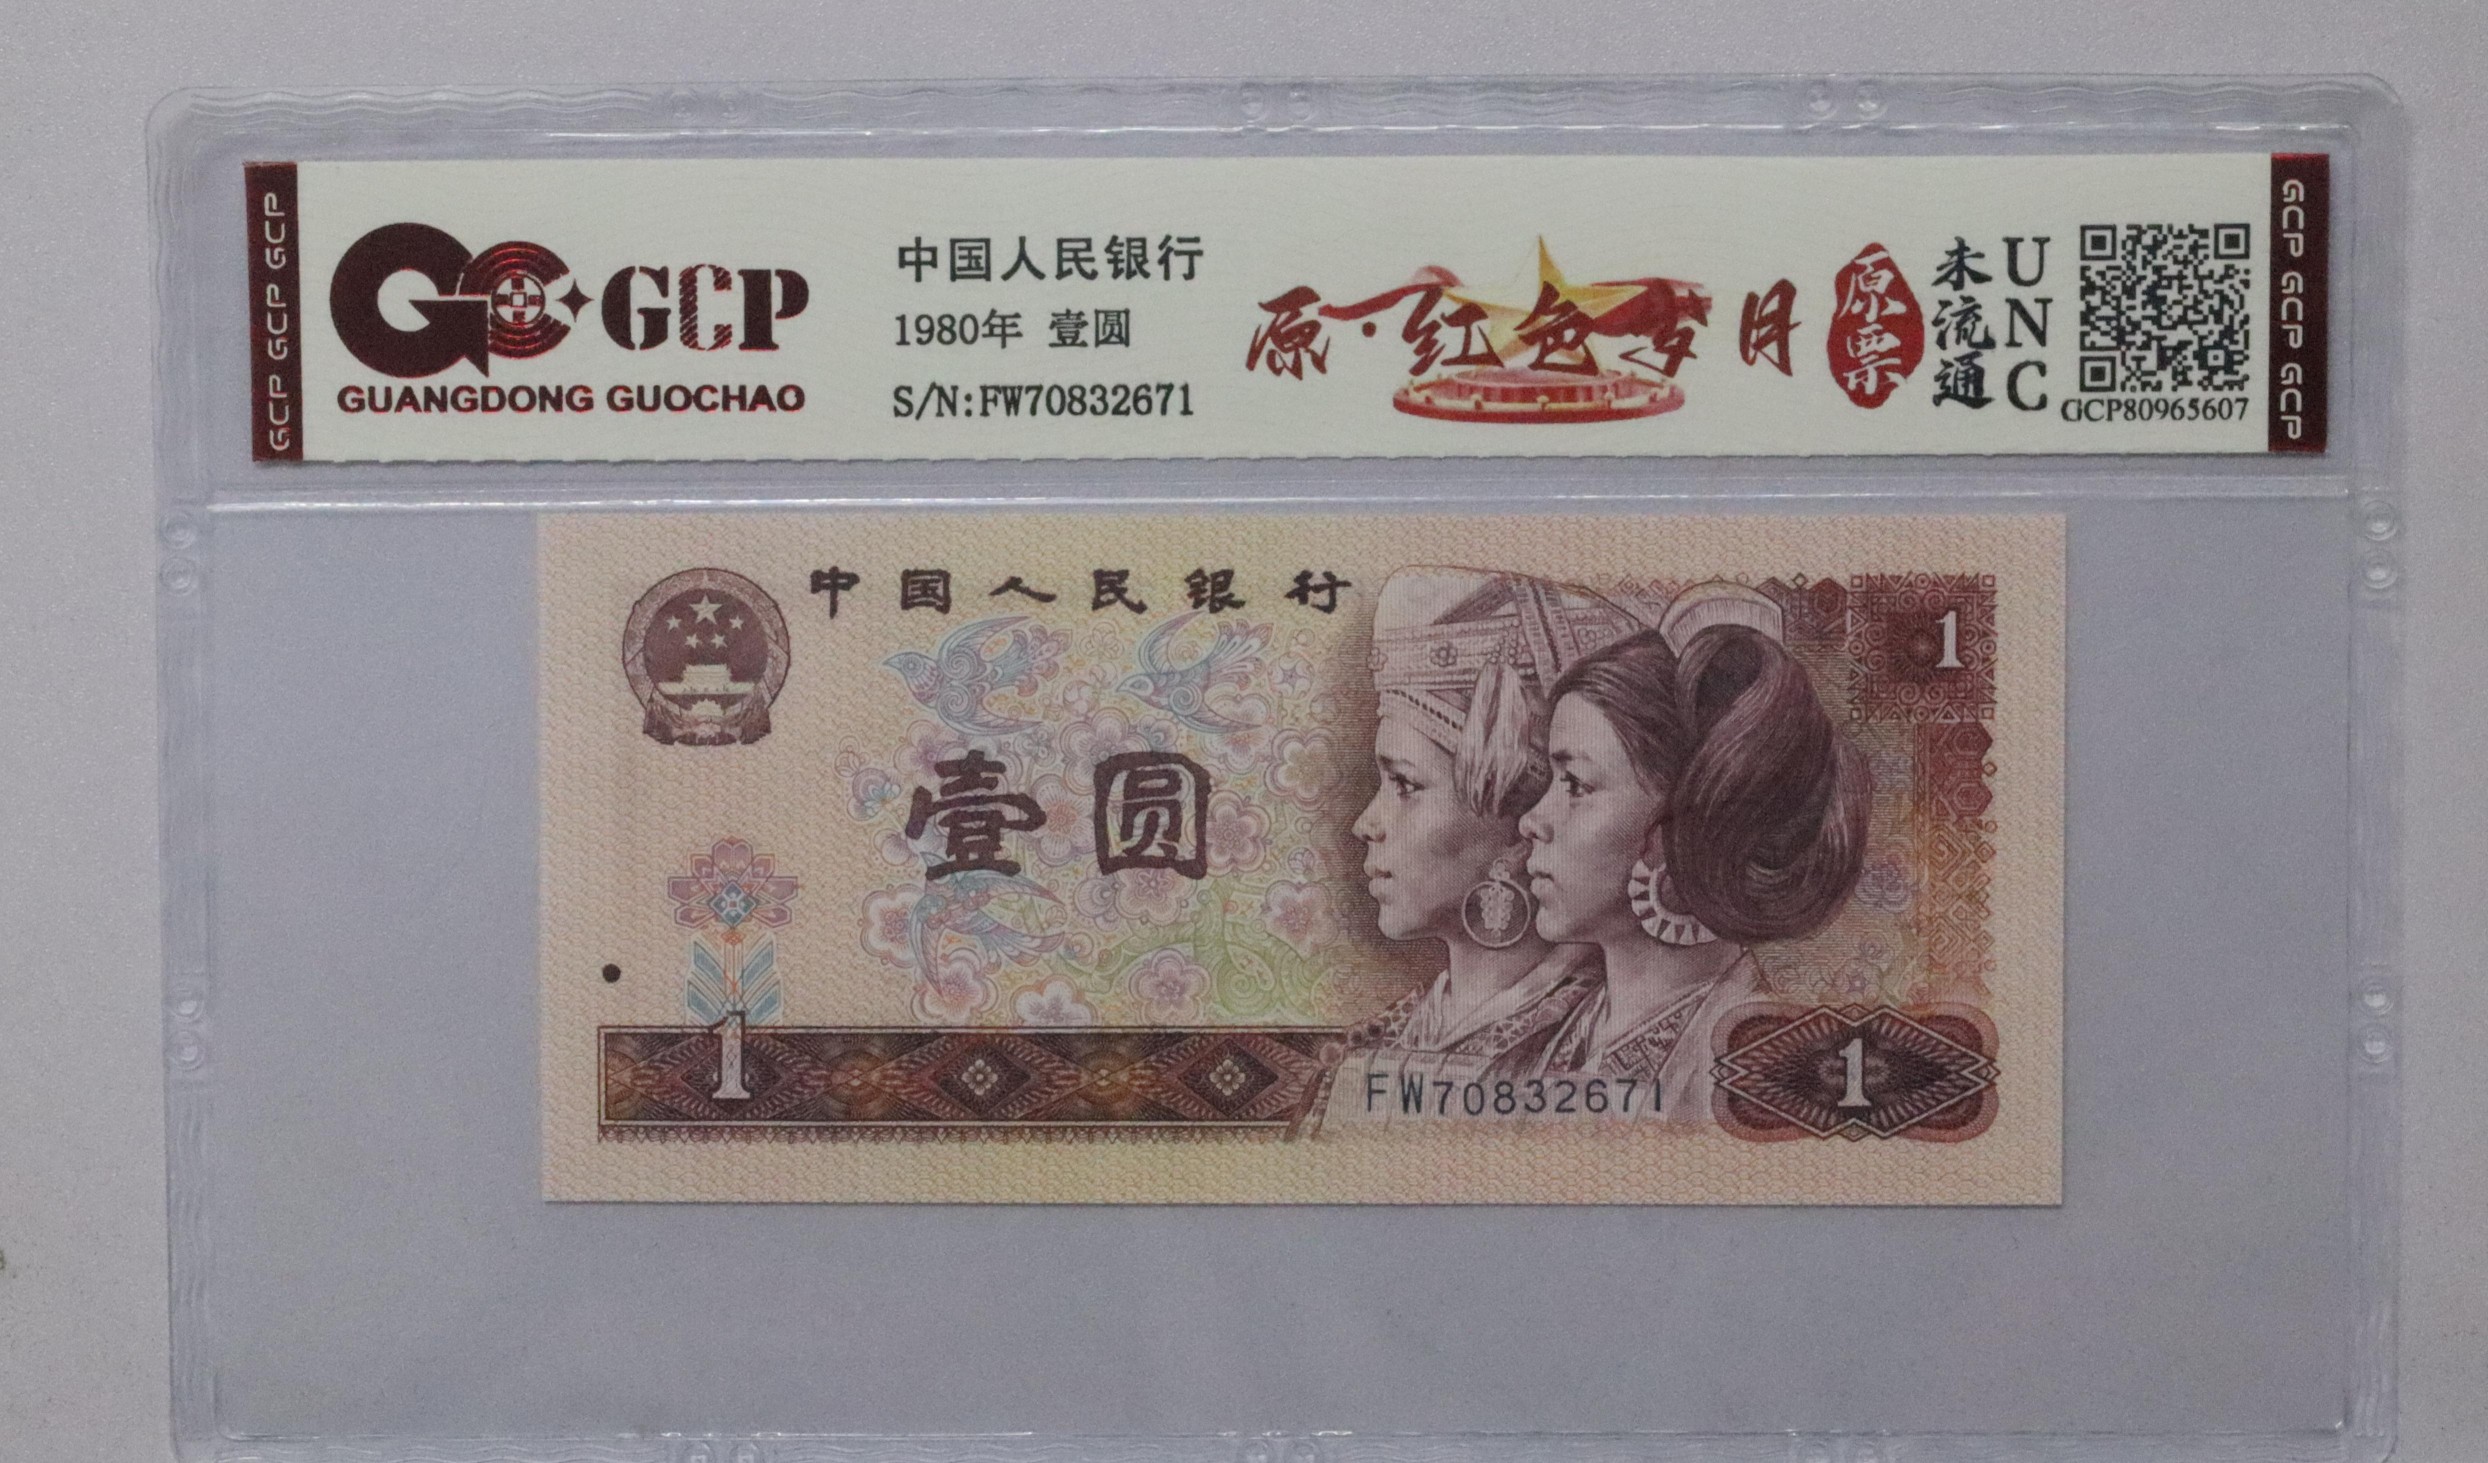 GCP GCP GCP
GCP
GUANGDONG GUOCHAO
中国人民银行
1980年 壹圆
S/N:FW70832671
原·红色岁月
原票
未流通
UNC
GCP80965607
GCP GCP GCP
中国人民银行
1
壹圆
1
FW70832671
1